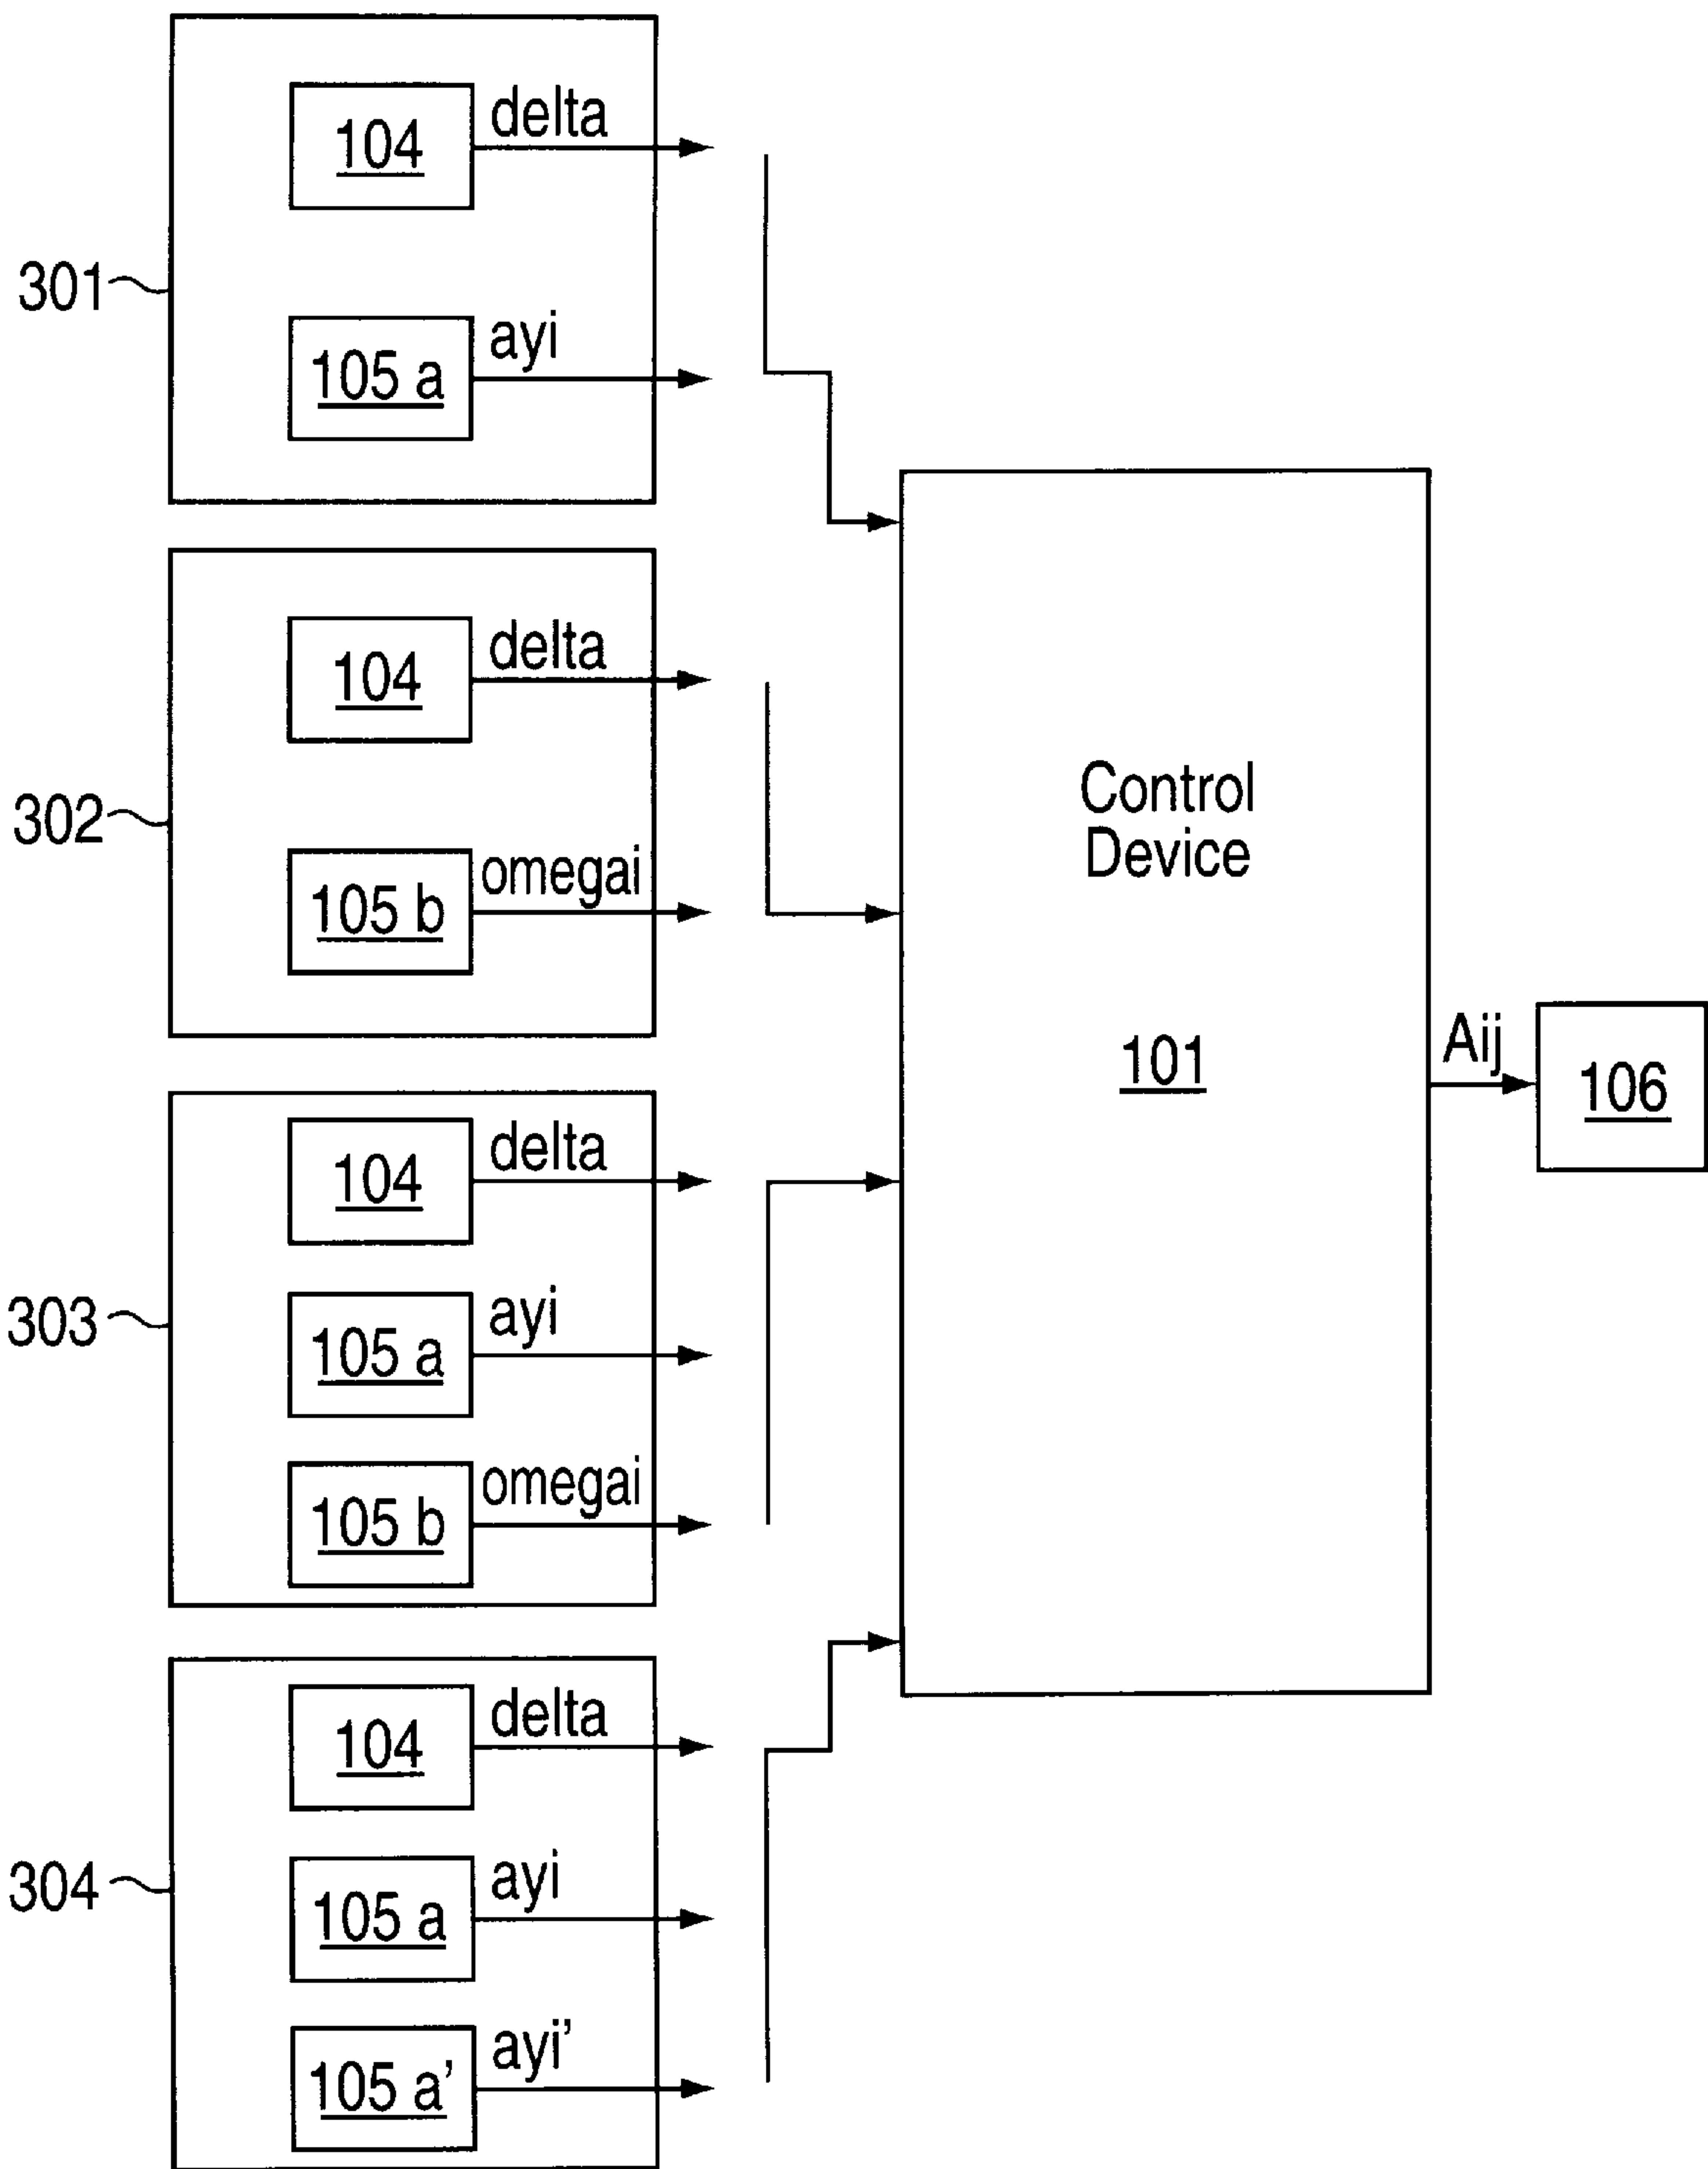 104
delta
301
105 a
ayi
104
delta
302
105 b
omegai
Control
Device
101
Aij
106
104
delta
303
105 a
ayi
105 b
omegai
104
delta
304
105 a
ayi
105 a'
ayi'